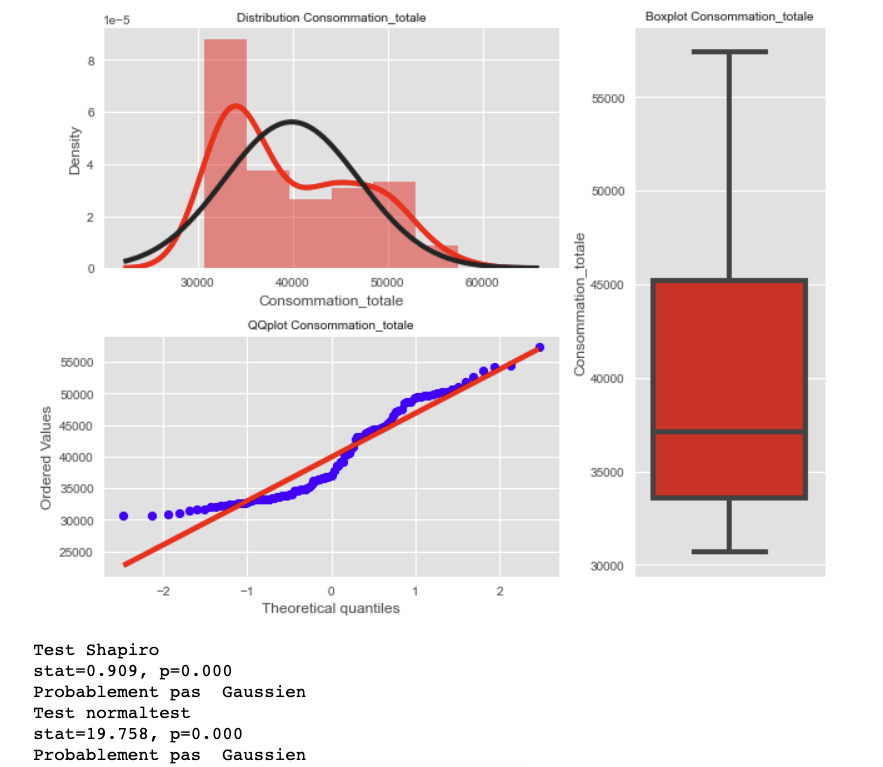 Distribution Consommation_totale
1e−5
8
6
4
2
0
Density
30000 40000 50000 60000
Consommation_totale
QQplot Consommation_totale
55000
50000
45000
40000
35000
30000
25000
Ordered Values
−2 −1 0 1 2
Theoretical quantiles
Boxplot Consommation_totale
55000
50000
45000
40000
35000
30000
Consommation_totale
Test Shapiro
stat=0.909, p=0.000
Probablement pas  Gaussien
Test normaltest
stat=19.758, p=0.000
Probablement pas  Gaussien